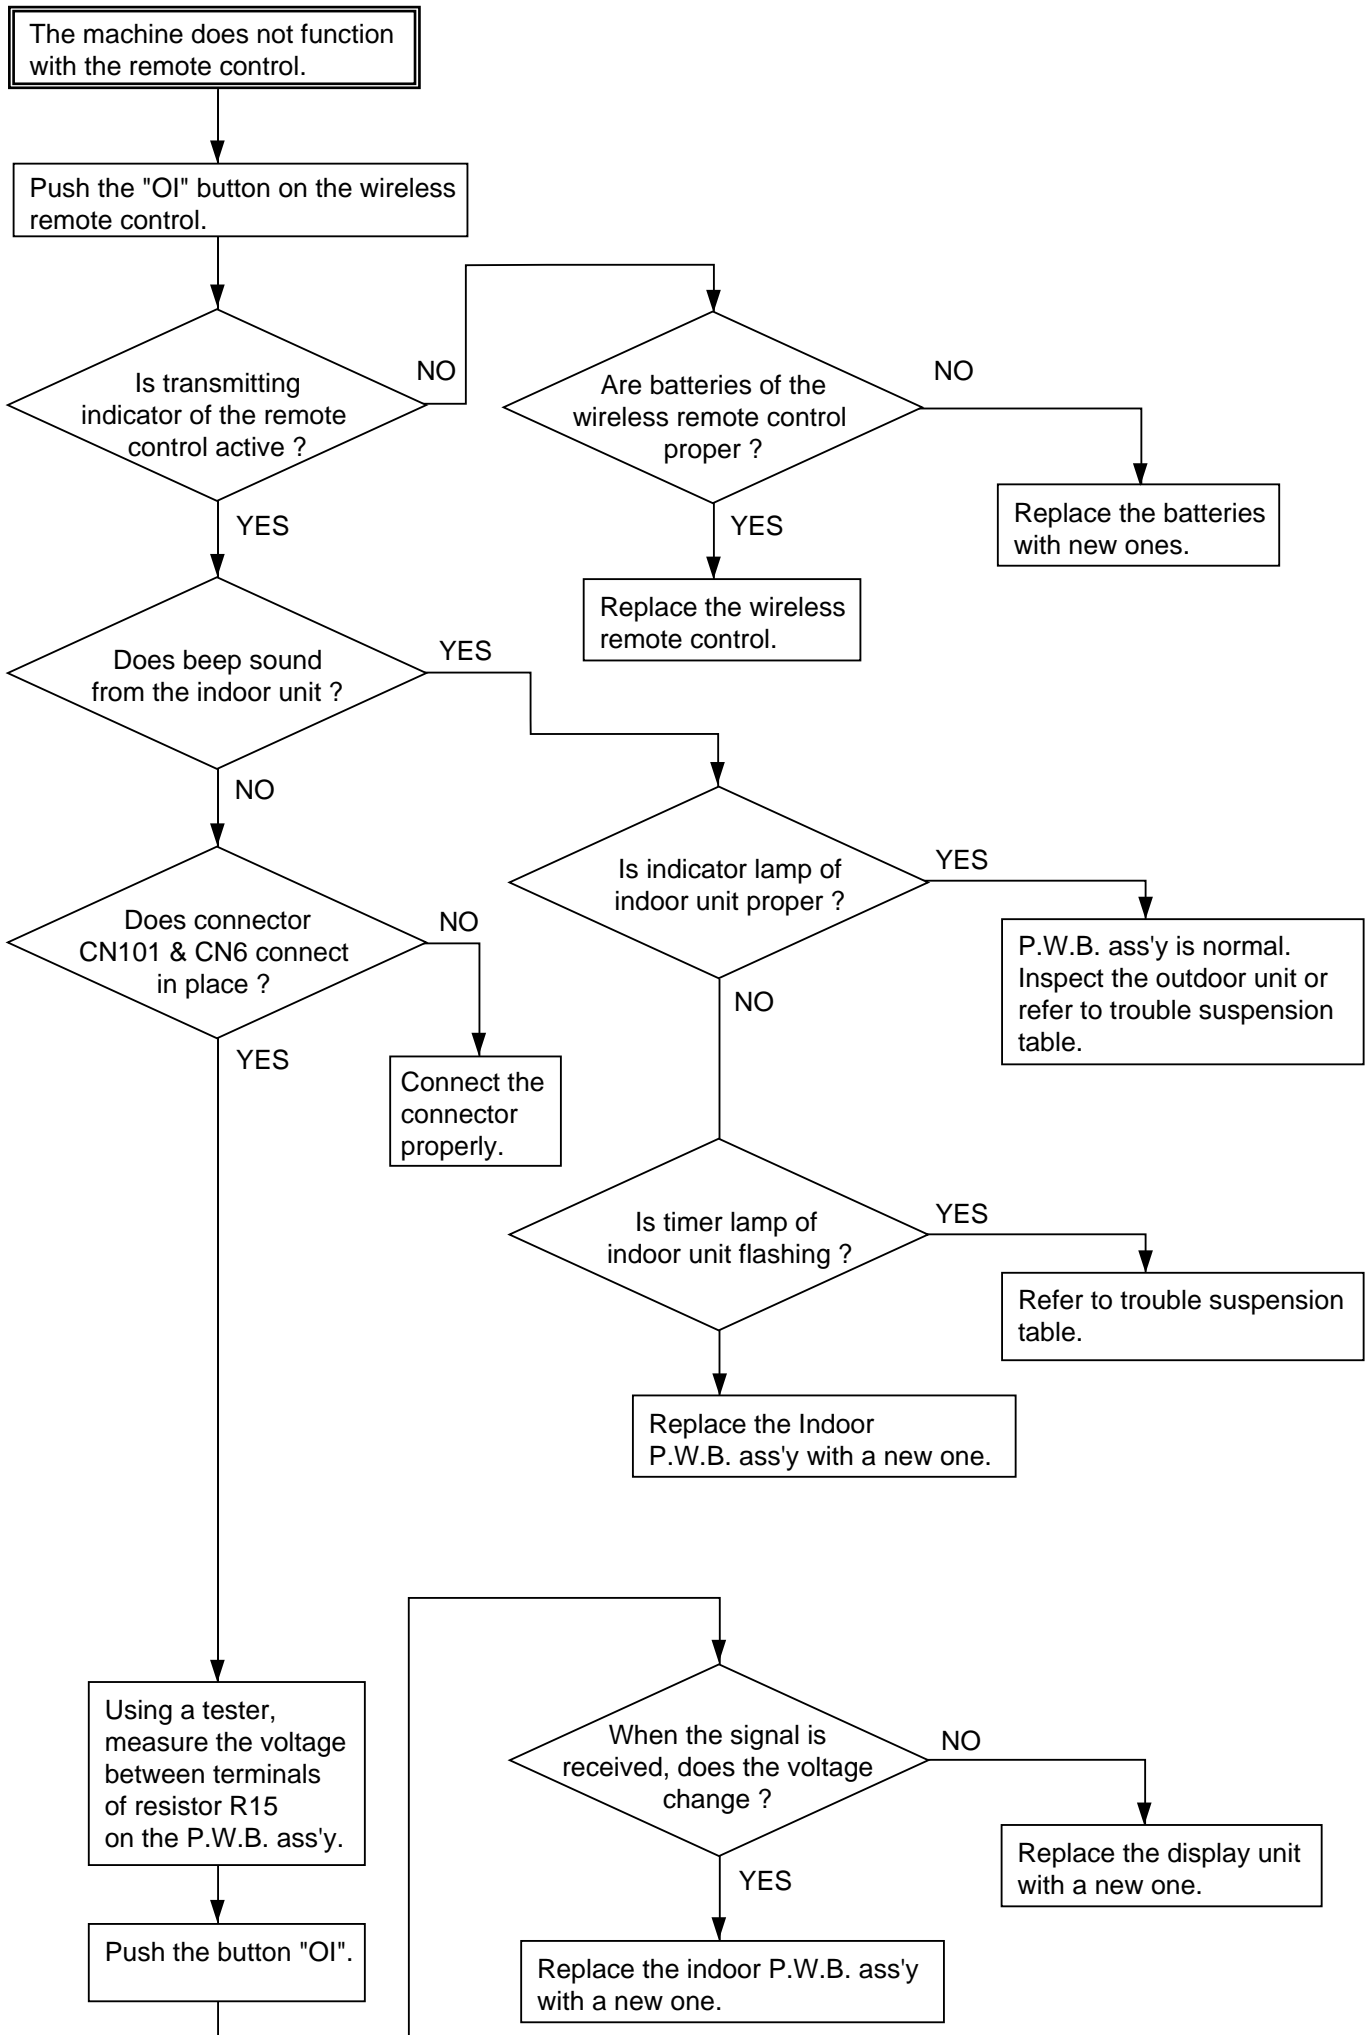 The machine does not function
with the remote control.
Push the "OI" button on the wireless
remote control.
Is transmitting
indicator of the remote
control active ?
NO
Are batteries of the
wireless remote control
proper ?
NO
YES
YES
Replace the batteries
with new ones.
Replace the wireless
remote control.
Does beep sound
from the indoor unit ?
YES
NO
Is indicator lamp of
indoor unit proper ?
YES
Does connector
CN101 & CN6 connect
in place ?
NO
P.W.B. ass'y is normal.
Inspect the outdoor unit or
refer to trouble suspension
table.
NO
YES
Connect the
connector
properly.
Is timer lamp of
indoor unit flashing ?
YES
Refer to trouble suspension
table.
Replace the Indoor
P.W.B. ass'y with a new one.
Using a tester,
measure the voltage
between terminals
of resistor R15
on the P.W.B. ass'y.
When the signal is
received, does the voltage
change ?
NO
Replace the display unit
with a new one.
YES
Push the button "OI".
Replace the indoor P.W.B. ass'y
with a new one.